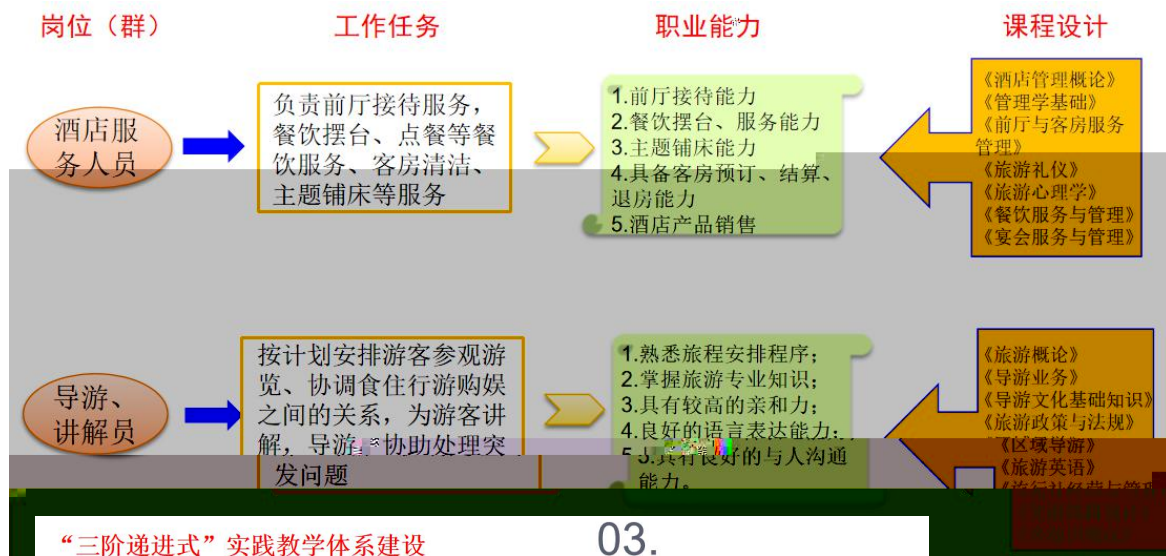 岗位（群）
工作任务
职业能力
课程设计
酒店服
务人员
负责前厅接待服务，
餐饮摆台、点餐等餐
饮服务、客房清洁、
主题铺床等服务
1.前厅接待能力
2.餐饮摆台、服务能力
3.主题铺床能力
4.具备客房预订、结算、
退房能力
5.酒店产品销售
《酒店管理概论》
《管理学基础》
《前厅与客房服务
管理》
《旅游礼仪》
《旅游心理学》
《餐饮服务与管理》
《宴会服务与管理》
导游、
讲解员
按计划安排游客参观游
览、协调食住行游购娱
之间的关系，为游客讲
解，导游 协助处理突
发问题
1.熟悉旅程安排程序；
2.掌握旅游专业知识；
3.具有较高的亲和力；
4.良好的语言表达能力；
5.具有良好的与人沟通
能力。
《旅游概论》
《导游业务》
《导游文化基础知识》
《旅游政策与法规》
《区域导游》
《旅游英语》
“三阶递进式”实践教学体系建设
03.